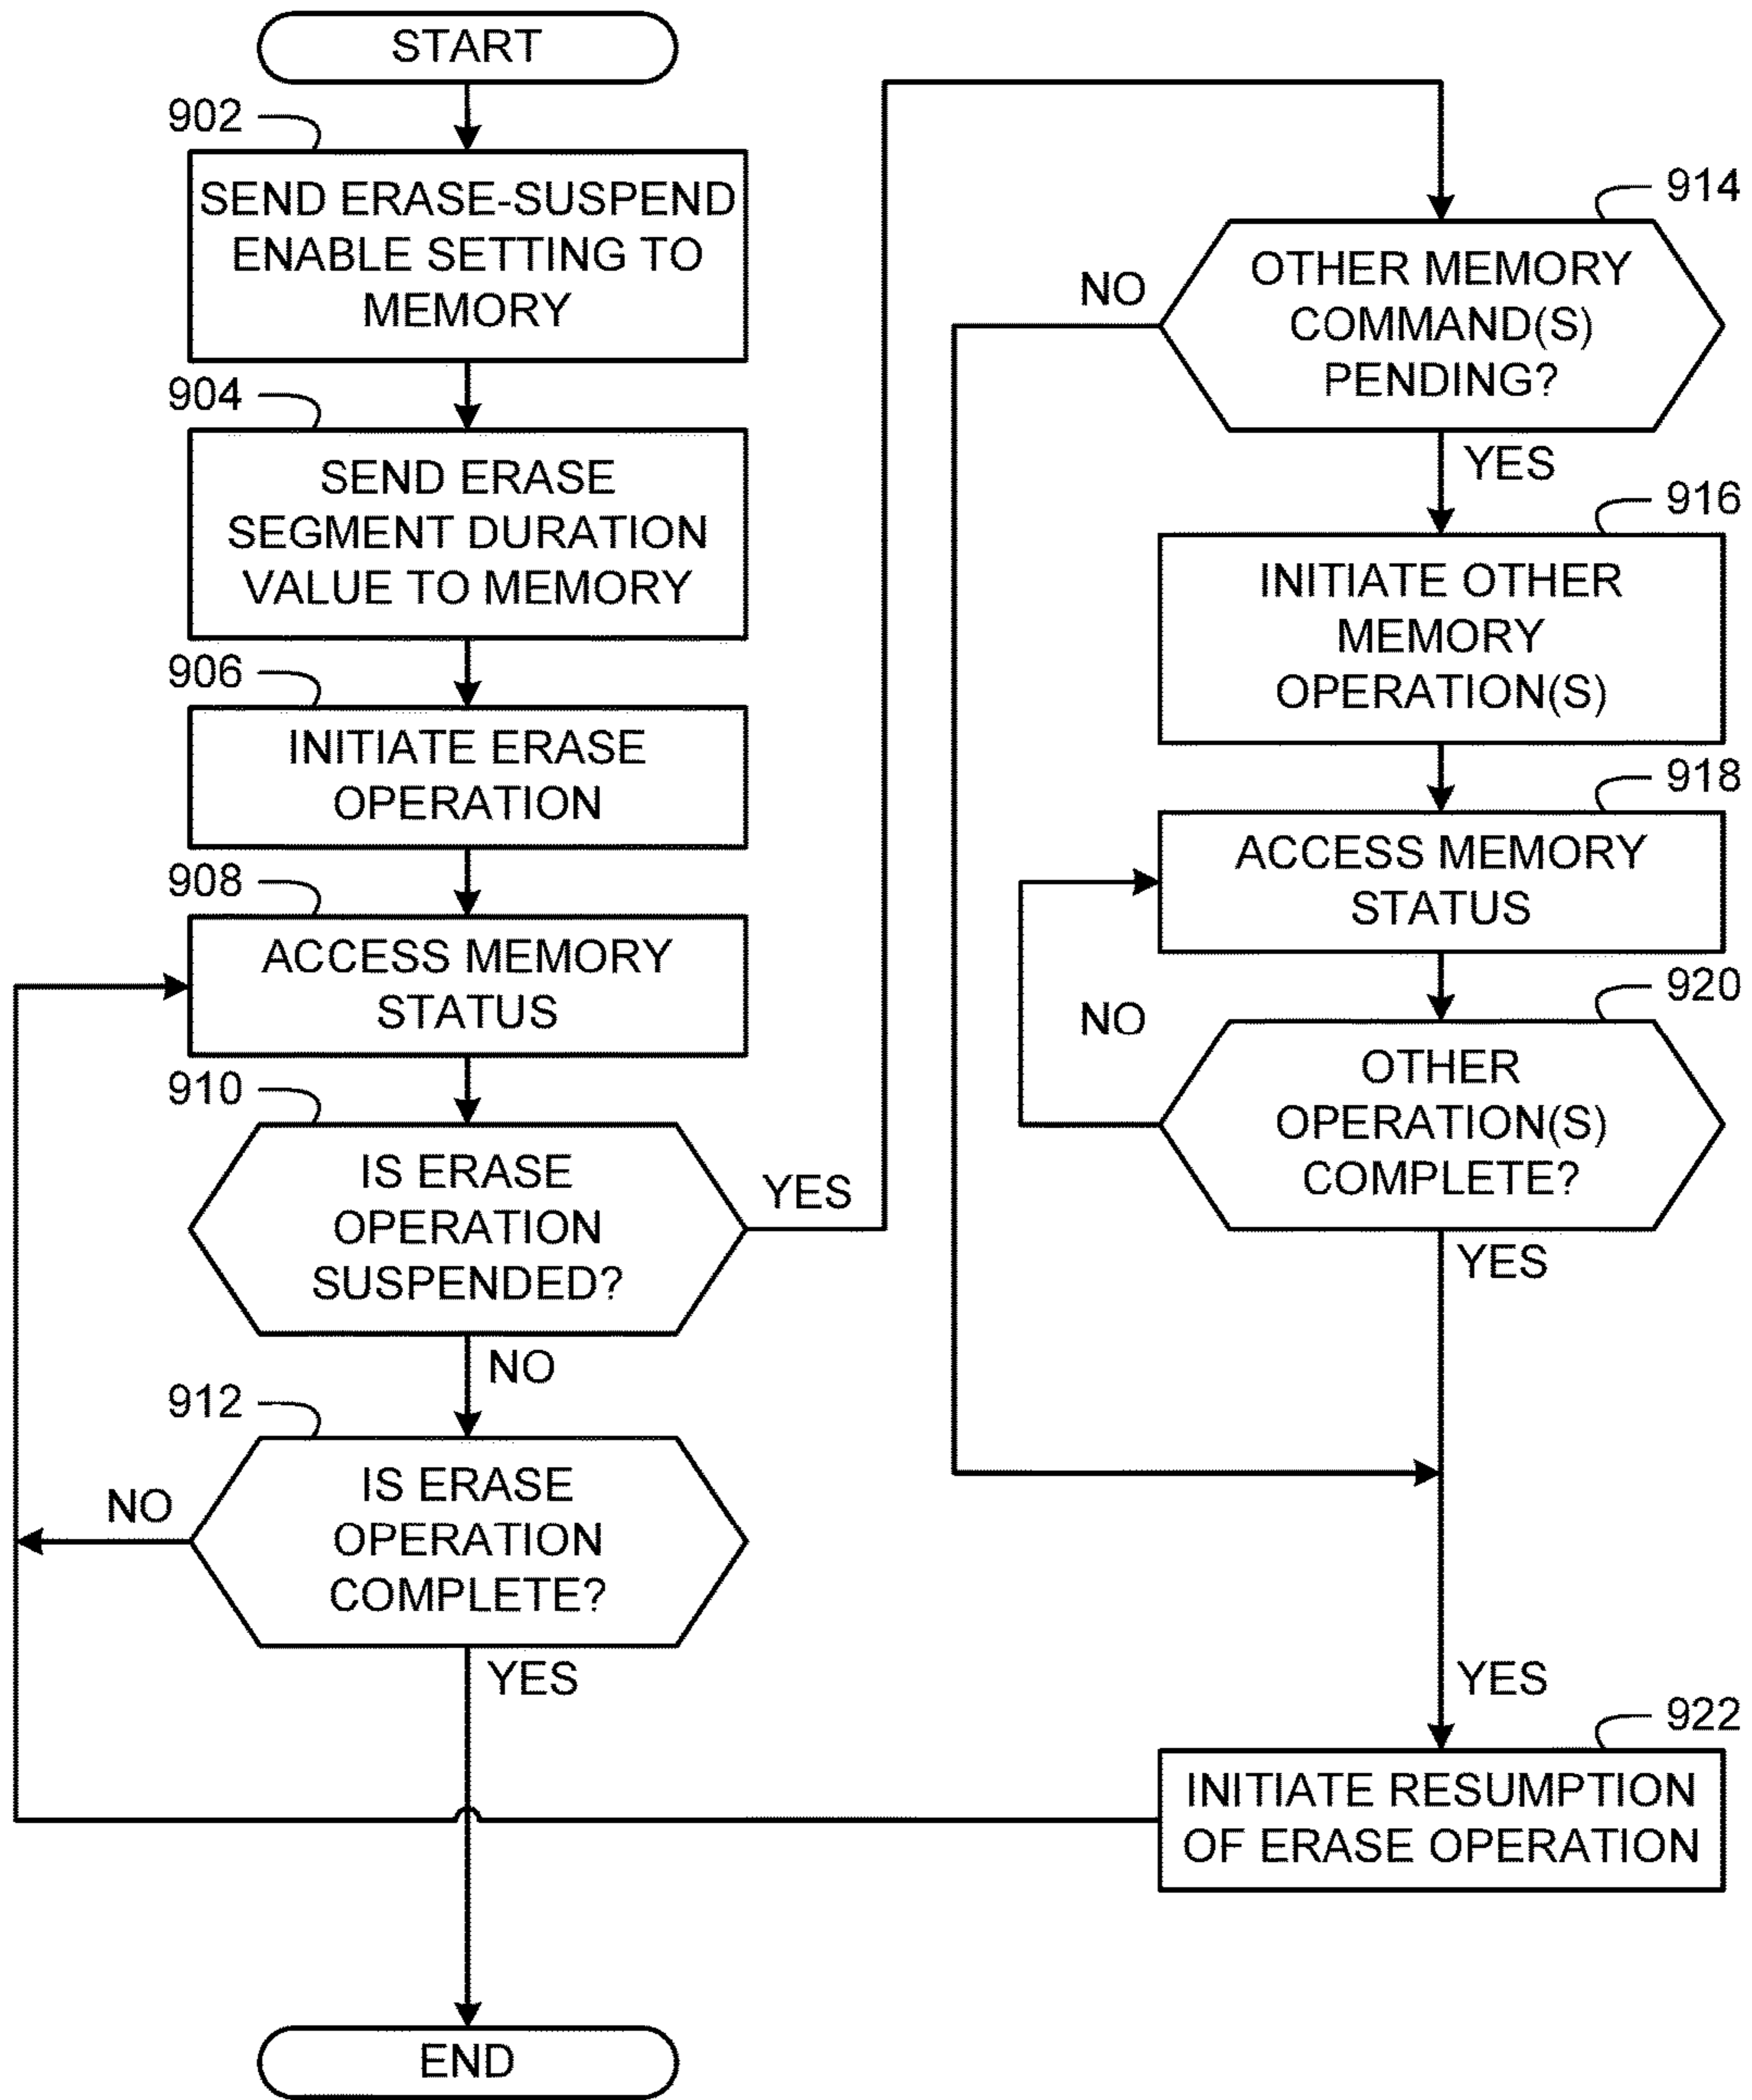 START
902
SEND ERASE-SUSPEND
ENABLE SETTING TO
MEMORY
904
SEND ERASE
SEGMENT DURATION
VALUE TO MEMORY
906
INITIATE ERASE
OPERATION
908
ACCESS MEMORY
STATUS
910
IS ERASE
OPERATION
SUSPENDED?
YES
NO
912
IS ERASE
OPERATION
COMPLETE?
NO
YES
END
914
OTHER MEMORY
COMMAND(S)
PENDING?
NO
YES
916
INITIATE OTHER
MEMORY
OPERATION(S)
918
ACCESS MEMORY
STATUS
920
NO
OTHER
OPERATION(S)
COMPLETE?
YES
YES
922
INITIATE RESUMPTION
OF ERASE OPERATION